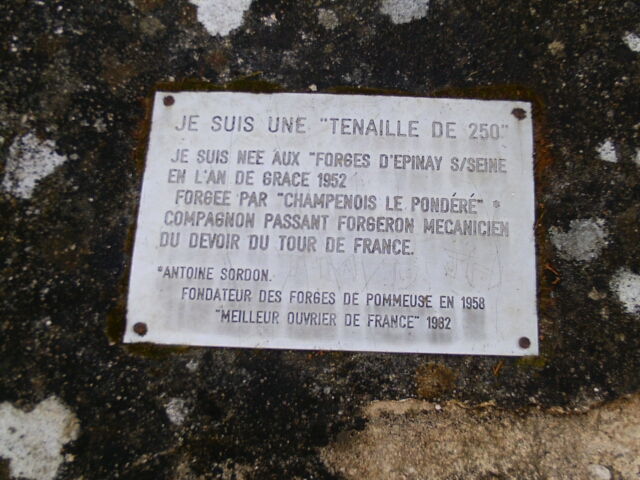 JE SUIS UNE "TENAILLE DE 250"
JE SUIS NEE AUX "FORGES D'EPINAY S/SEINE
EN L'AN DE GRACE 1952
FORGEE PAR "CHAMPENOIS LE PONDÉRÉ" *
COMPAGNON PASSANT FORGERON MECANICIEN
DU DEVOIR DU TOUR DE FRANCE.
*ANTOINE SORDON.
FONDATEUR DES FORGES DE POMMEUSE EN 1958
"MEILLEUR OUVRIER DE FRANCE" 1982